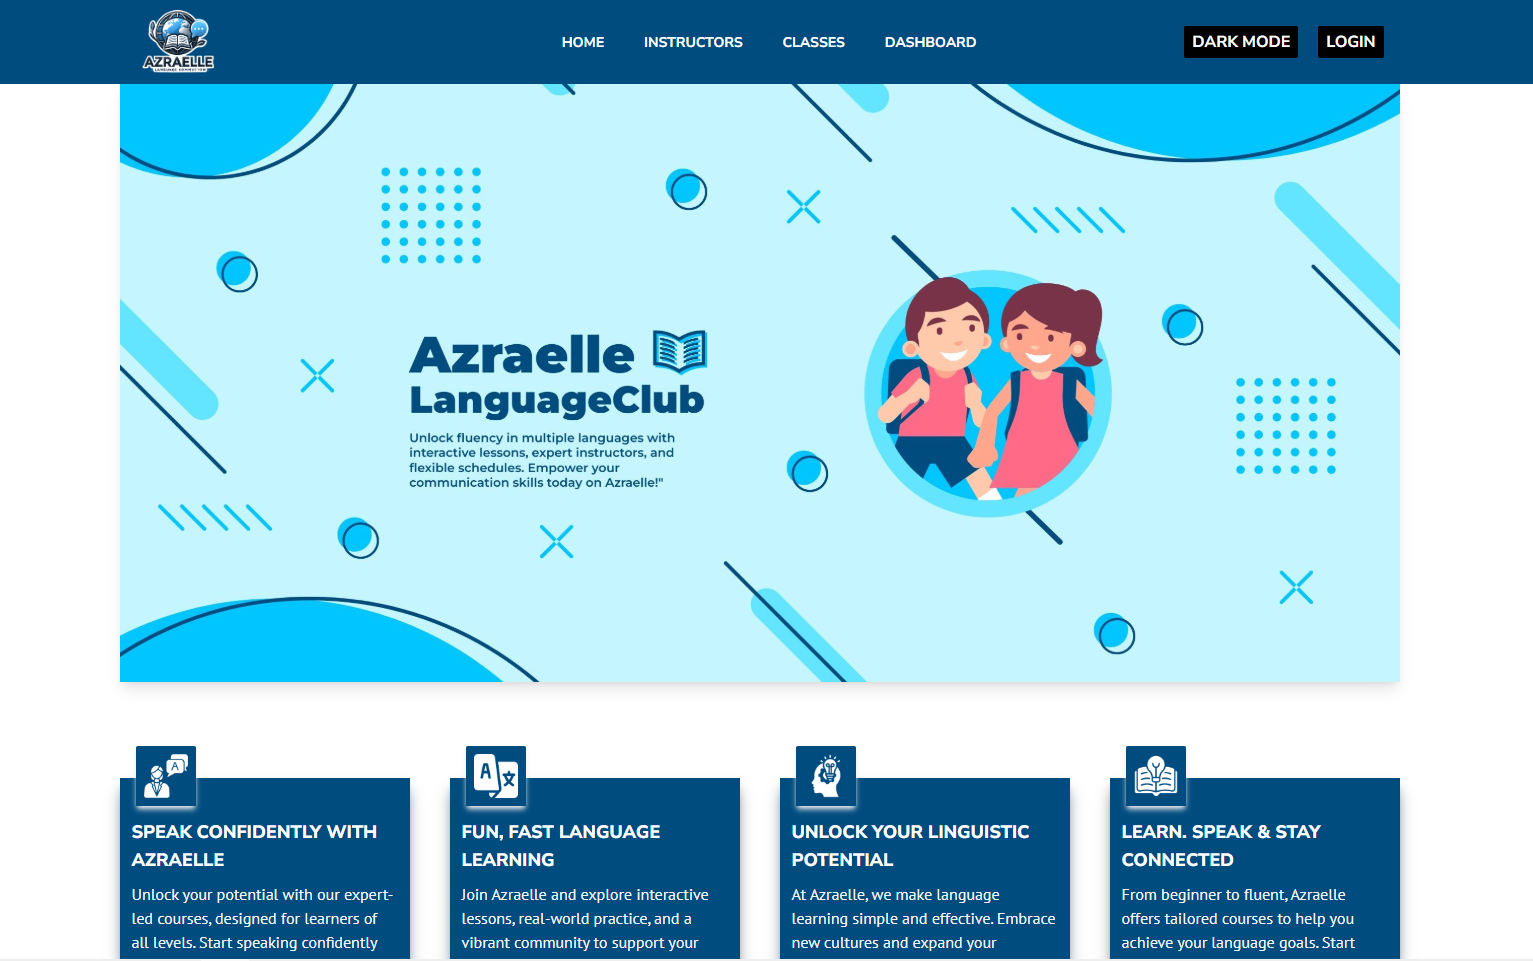 AZRAELLE
HOME INSTRUCTORS CLASSES DASHBOARD
DARK MODE LOGIN
Azraelle
LanguageClub
Unlock fluency in multiple languages with
interactive lessons, expert instructors, and
flexible schedules. Empower your
communication skills today on Azraelle!"
A
SPEAK CONFIDENTLY WITH
AZRAELLE
Unlock your potential with our expert-
led courses, designed for learners of
all levels. Start speaking confidently
A 文
FUN, FAST LANGUAGE
LEARNING
Join Azraelle and explore interactive
lessons, real-world practice, and a
vibrant community to support your
UNLOCK YOUR LINGUISTIC
POTENTIAL
At Azraelle, we make language
learning simple and effective. Embrace
new cultures and expand your
LEARN. SPEAK & STAY
CONNECTED
From beginner to fluent, Azraelle
offers tailored courses to help you
achieve your language goals. Start